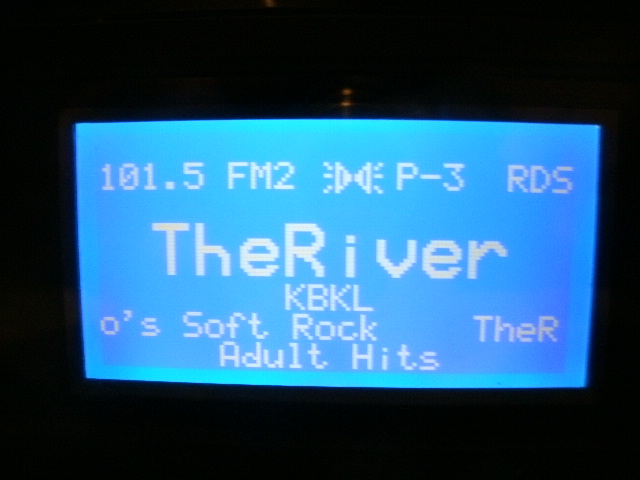 101.5 FM2 P-3 RDS
TheRiver
KBKL
o's Soft Rock TheR
Adult Hits